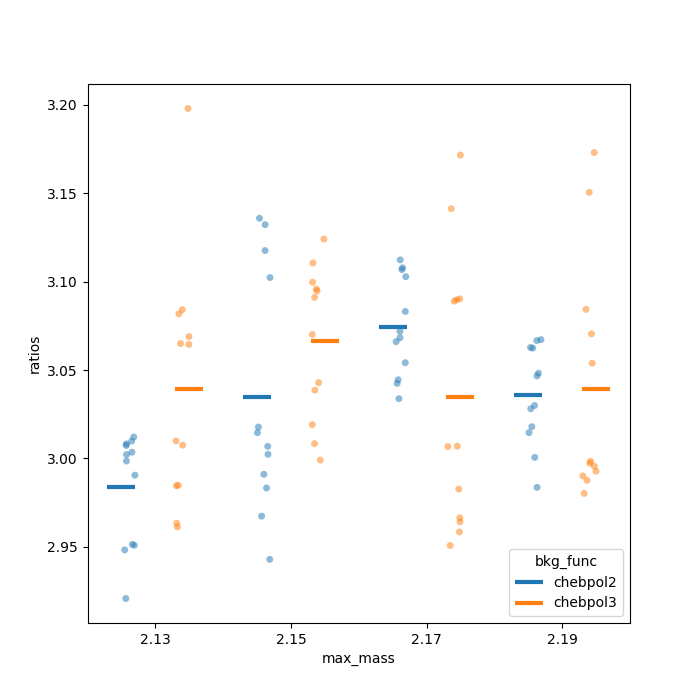 3.20
3.15
3.10
3.05
3.00
2.95
ratios
2.13 2.15 2.17 2.19
max_mass
bkg_func
chebpol2
chebpol3